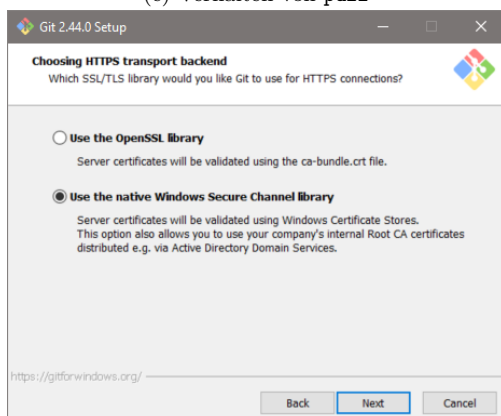 Git 2.44.0 Setup
Choosing HTTPS transport backend
Which SSL/TLS library would you like Git to use for HTTPS connections?
Use the OpenSSL library
Server certificates will be validated using the ca-bundle.crt file.
Use the native Windows Secure Channel library
Server certificates will be validated using Windows Certificate Stores.
This option also allows you to use your company's internal Root CA certificates
distributed e.g. via Active Directory Domain Services.
https://gitforwindows.org/
Back Next Cancel